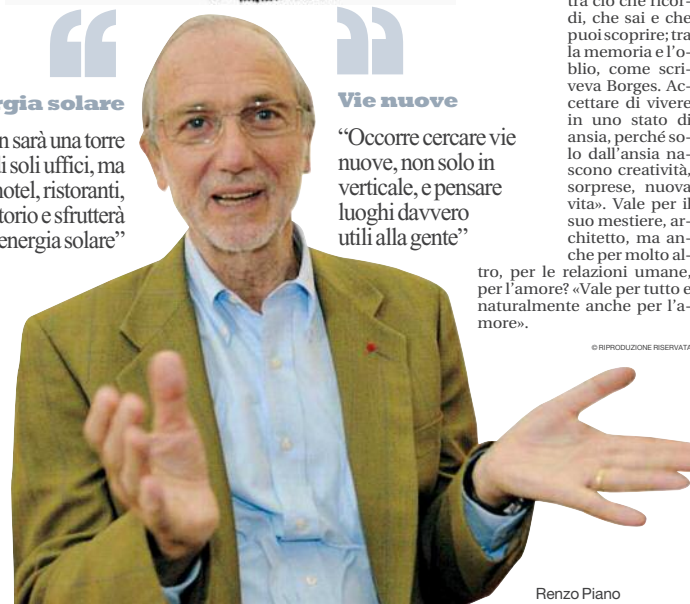 rgia solare
n sarà una torre
i soli uffici, ma
hotel, ristoranti,
torio e sfrutterà
energia solare”
Vie nuove
“Occorre cercare vie
nuove, non solo in
verticale, e pensare
luoghi davvero
utili alla gente”
tra ciò che ricor-
di, che sai e che
puoi scoprire; tra
la memoria e l’o-
blio, come scri-
veva Borges. Ac-
cettare di vivere
in uno stato di
ansia, perché so-
lo dall’ansia na-
scono creatività,
sorprese, nuova
vita». Vale per il
suo mestiere, ar-
chitetto, ma an-
che per molto al-
tro, per le relazioni umane,
per l’amore? «Vale per tutto e
naturalmente anche per l’a-
more».
© RIPRODUZIONE RISERVATA
Renzo Piano